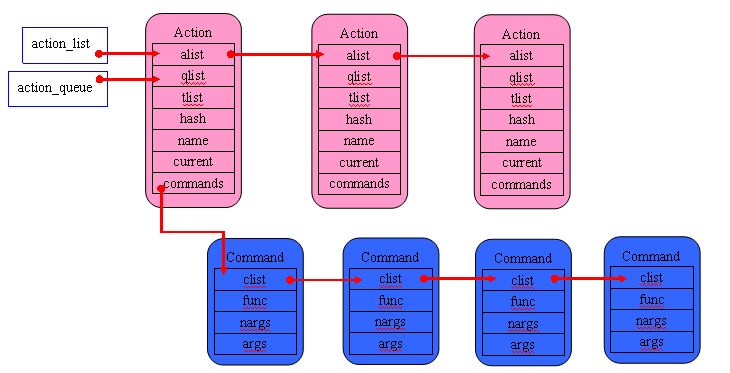 action_list
action_queue
Action
alist
qlist
tlist
hash
name
current
commands
Action
alist
qlist
tlist
hash
name
current
commands
Action
alist
qlist
tlist
hash
name
current
commands
Command
clist
func
nargs
args
Command
clist
func
nargs
args
Command
clist
func
nargs
args
Command
clist
func
nargs
args